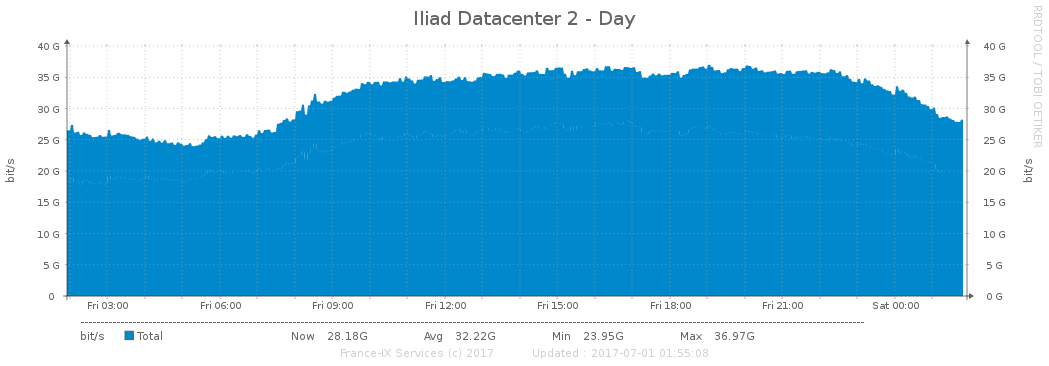 Iliad Datacenter 2 - Day
RRDTOOL / TOBI OETIKER
40 G 40 G
35 G 35 G
30 G 30 G
25 G 25 G
20 G 20 G
15 G 15 G
10 G 10 G
5 G 5 G
0 0 G
bit/s bit/s
Fri 03:00 Fri 06:00 Fri 09:00 Fri 12:00 Fri 15:00 Fri 18:00 Fri 21:00 Sat 00:00
bit/s Total Now 28.18G Avg 32.22G Min 23.95G Max 36.97G
France-IX Services (c) 2017 Updated : 2017-07-01 01:55:08